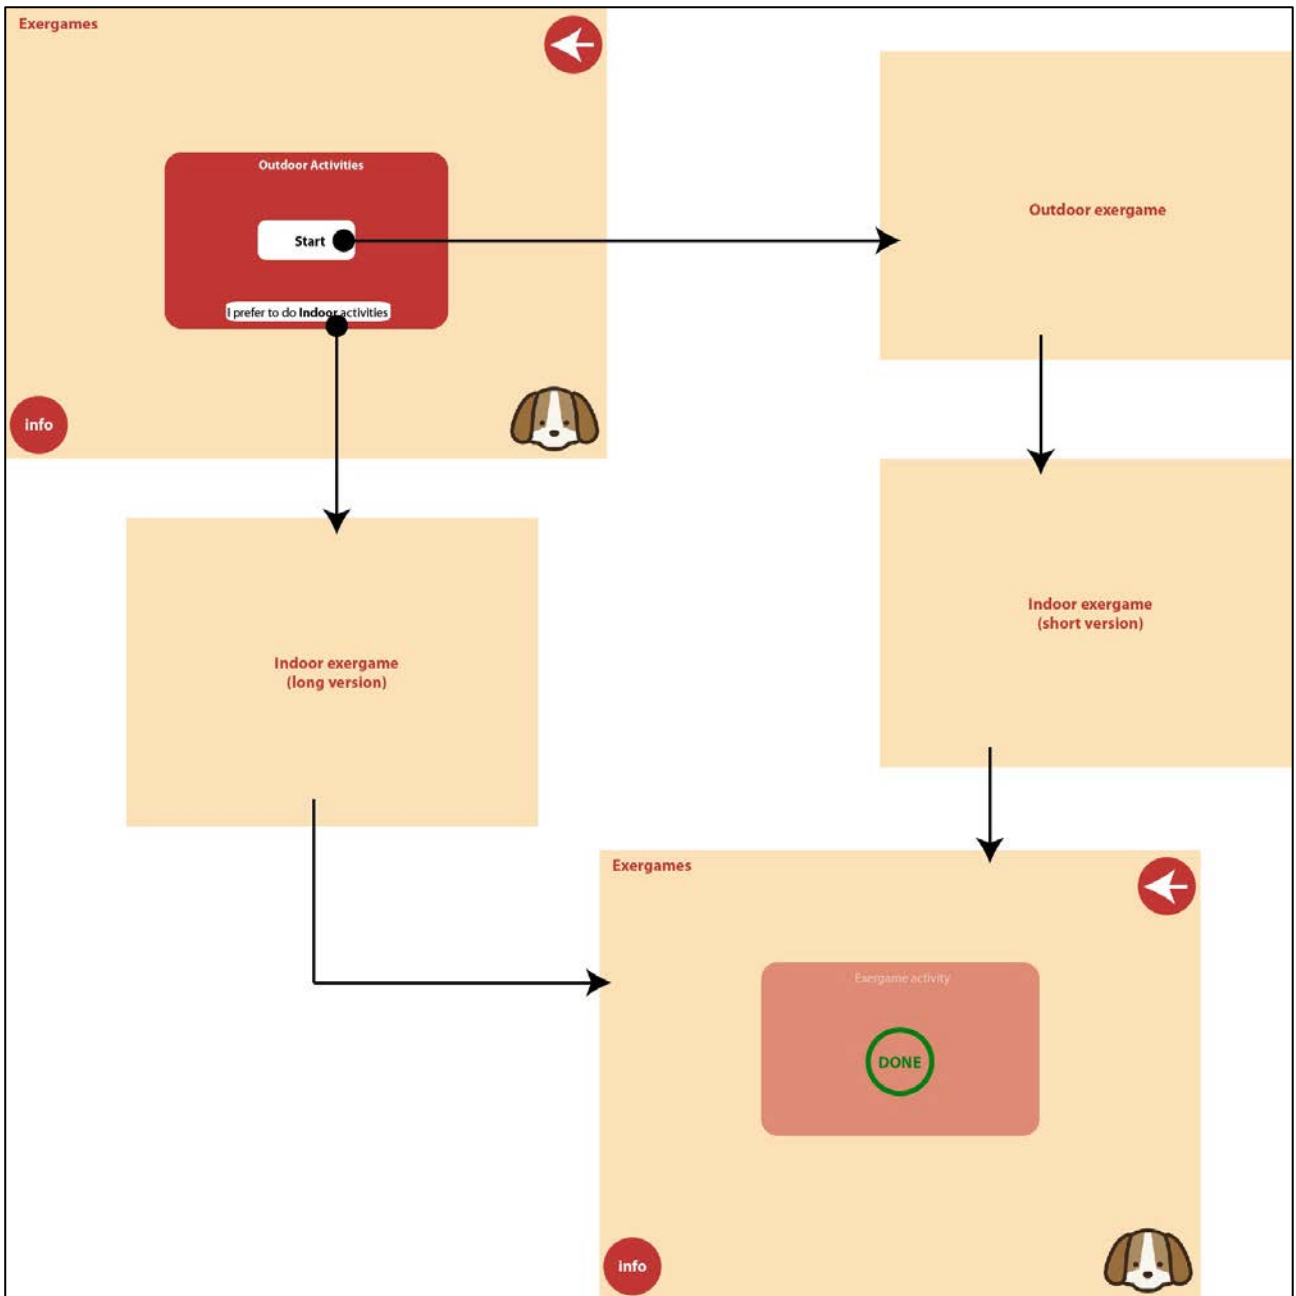 Exergames
Outdoor Activities
Start
I prefer to do Indoor activities
info
Outdoor exergame
Indoor exergame
(short version)
Indoor exergame
(long version)
Exergames
Exergame activity
DONE
info